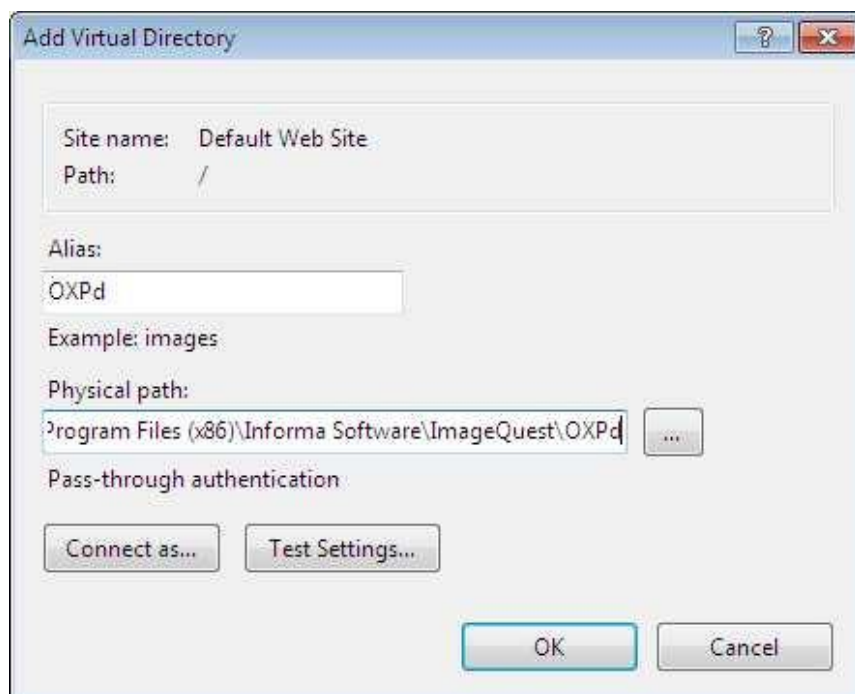 Add Virtual Directory
Site name: Default Web Site
Path: /
Alias:
OXPd
Example: images
Physical path:
Program Files (x86)\Informa Software\ImageQuest\OXPd
...
Pass-through authentication
Connect as... Test Settings...
OK Cancel